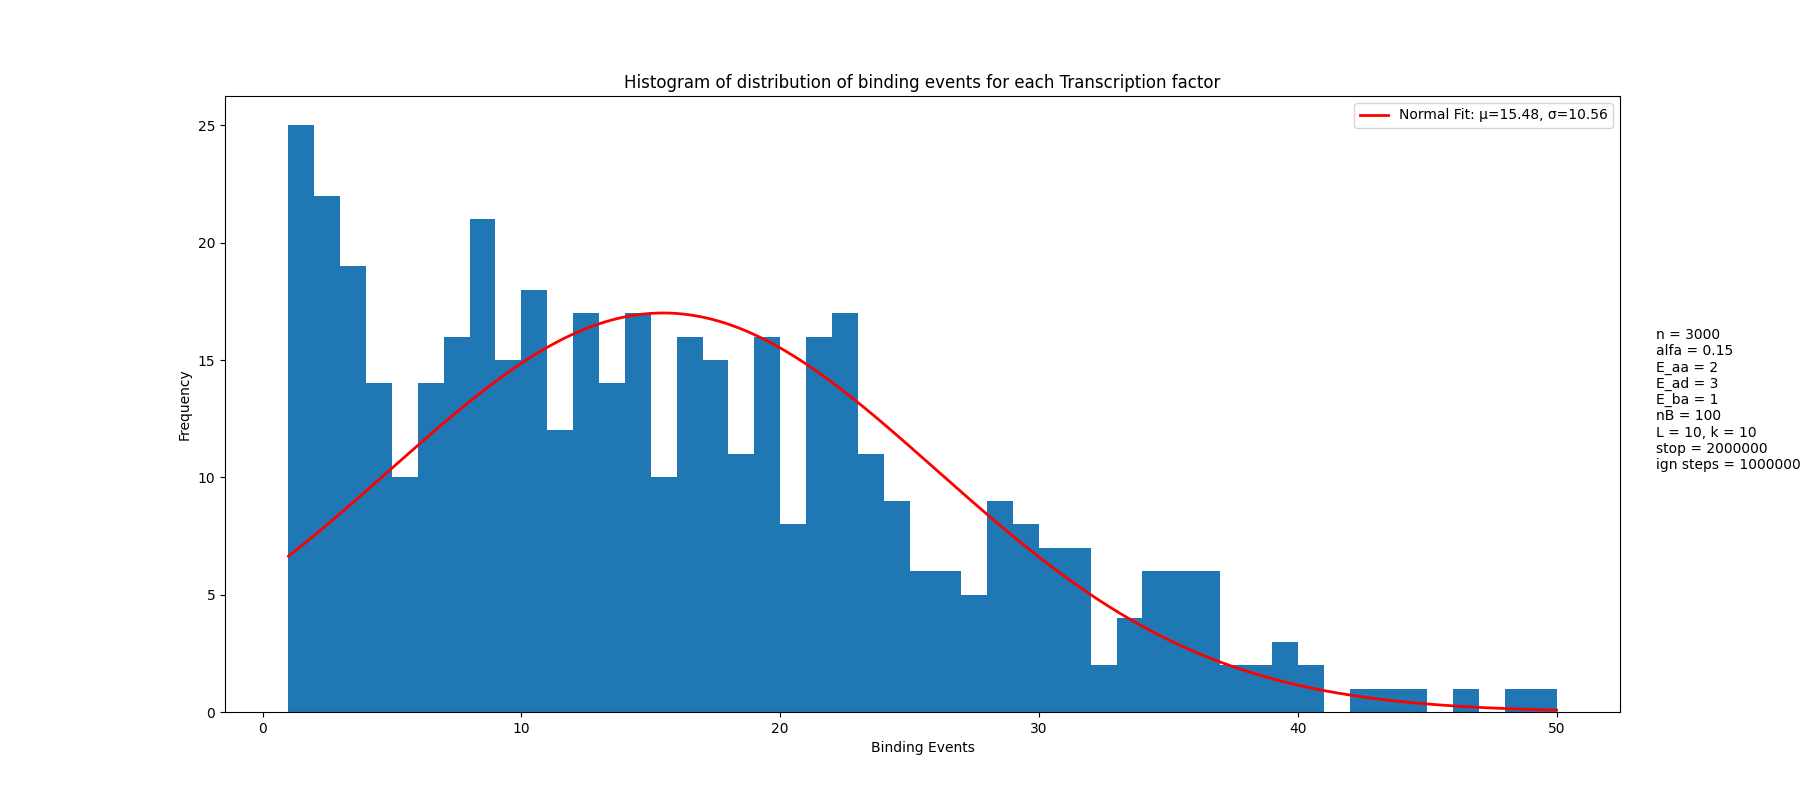 Histogram of distribution of binding events for each Transcription factor
Normal Fit: μ=15.48, σ=10.56
25
20
15
10
5
0
Frequency
0 10 20 30 40 50
Binding Events
n = 3000
alfa = 0.15
E_aa = 2
E_ad = 3
E_ba = 1
nB = 100
L = 10, k = 10
stop = 2000000
ign steps = 1000000